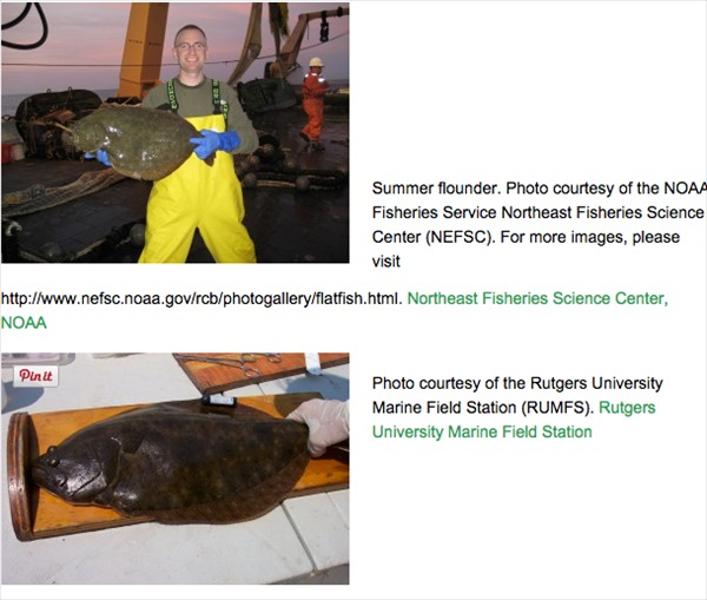 Summer flounder. Photo courtesy of the NOAA
Fisheries Service Northeast Fisheries Science
Center (NEFSC). For more images, please
visit
http://www.nefsc.noaa.gov/rcb/photogallery/flatfish.html. Northeast Fisheries Science Center,
NOAA
Pin it
Photo courtesy of the Rutgers University
Marine Field Station (RUMFS). Rutgers
University Marine Field Station